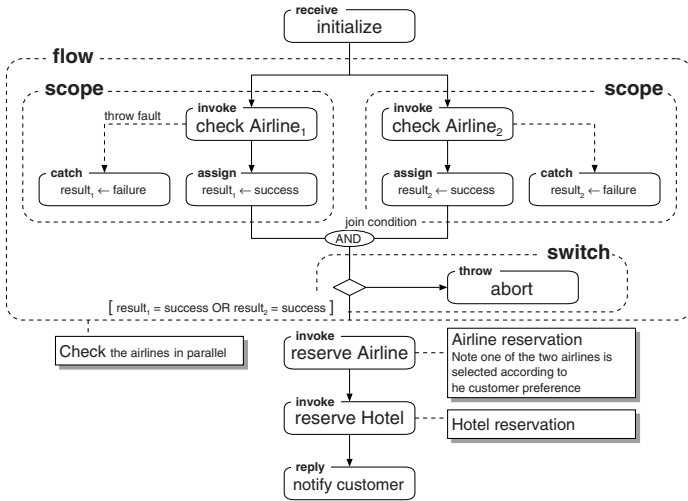 receive
initialize
flow
scope
scope
invoke
check Airline₁
invoke
check Airline₂
throw fault
catch
result₁ ← failure
assign
result₁ ← success
assign
result₂ ← success
catch
result₂ ← failure
join condition
AND
switch
throw
abort
[ result₁ = success OR result₂ = success ]
Check the airlines in parallel
invoke
reserve Airline
Airline reservation
Note one of the two airlines is
selected according to
he customer preference
invoke
reserve Hotel
Hotel reservation
reply
notify customer